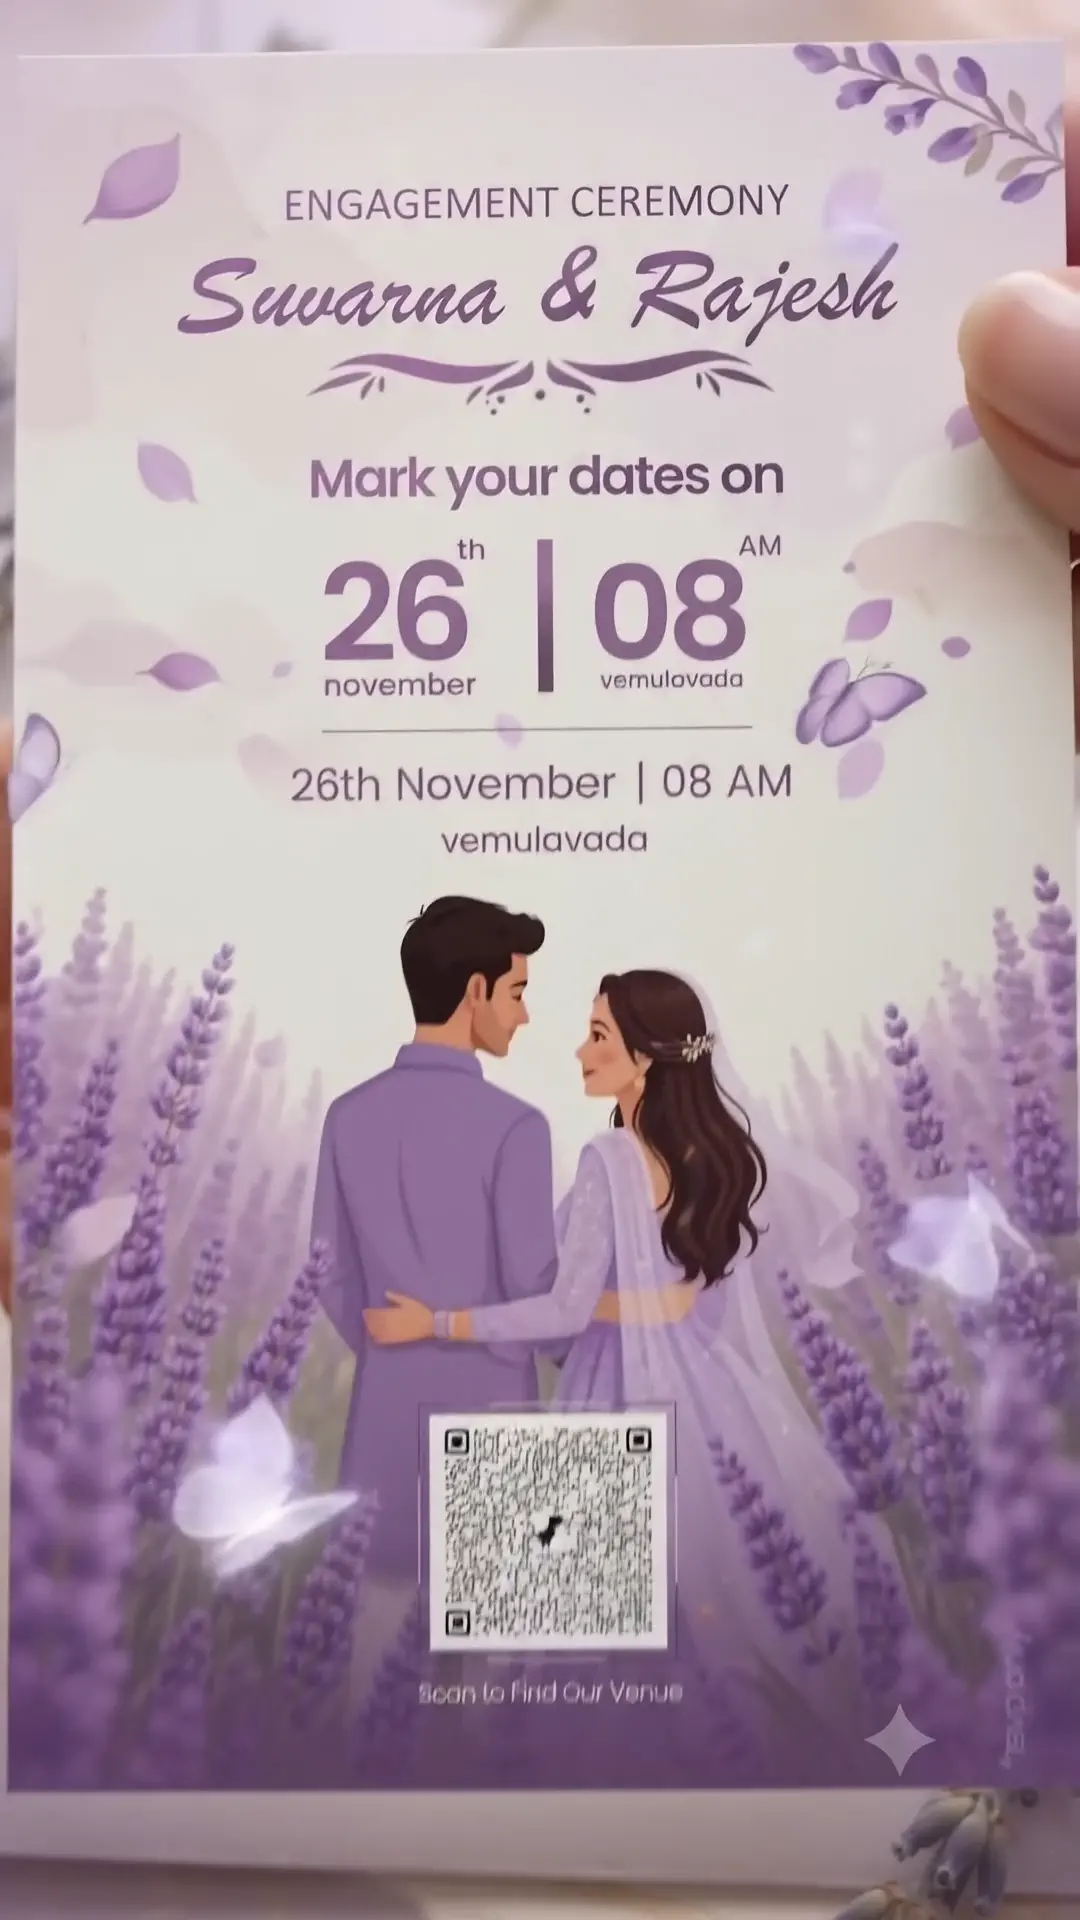 ENGAGEMENT CEREMONY
Suvarna & Rajesh
Mark your dates on
26th | 08 AM
november vemulovada
26th November | 08 AM
vemulavada
Scan to Find Our Venue